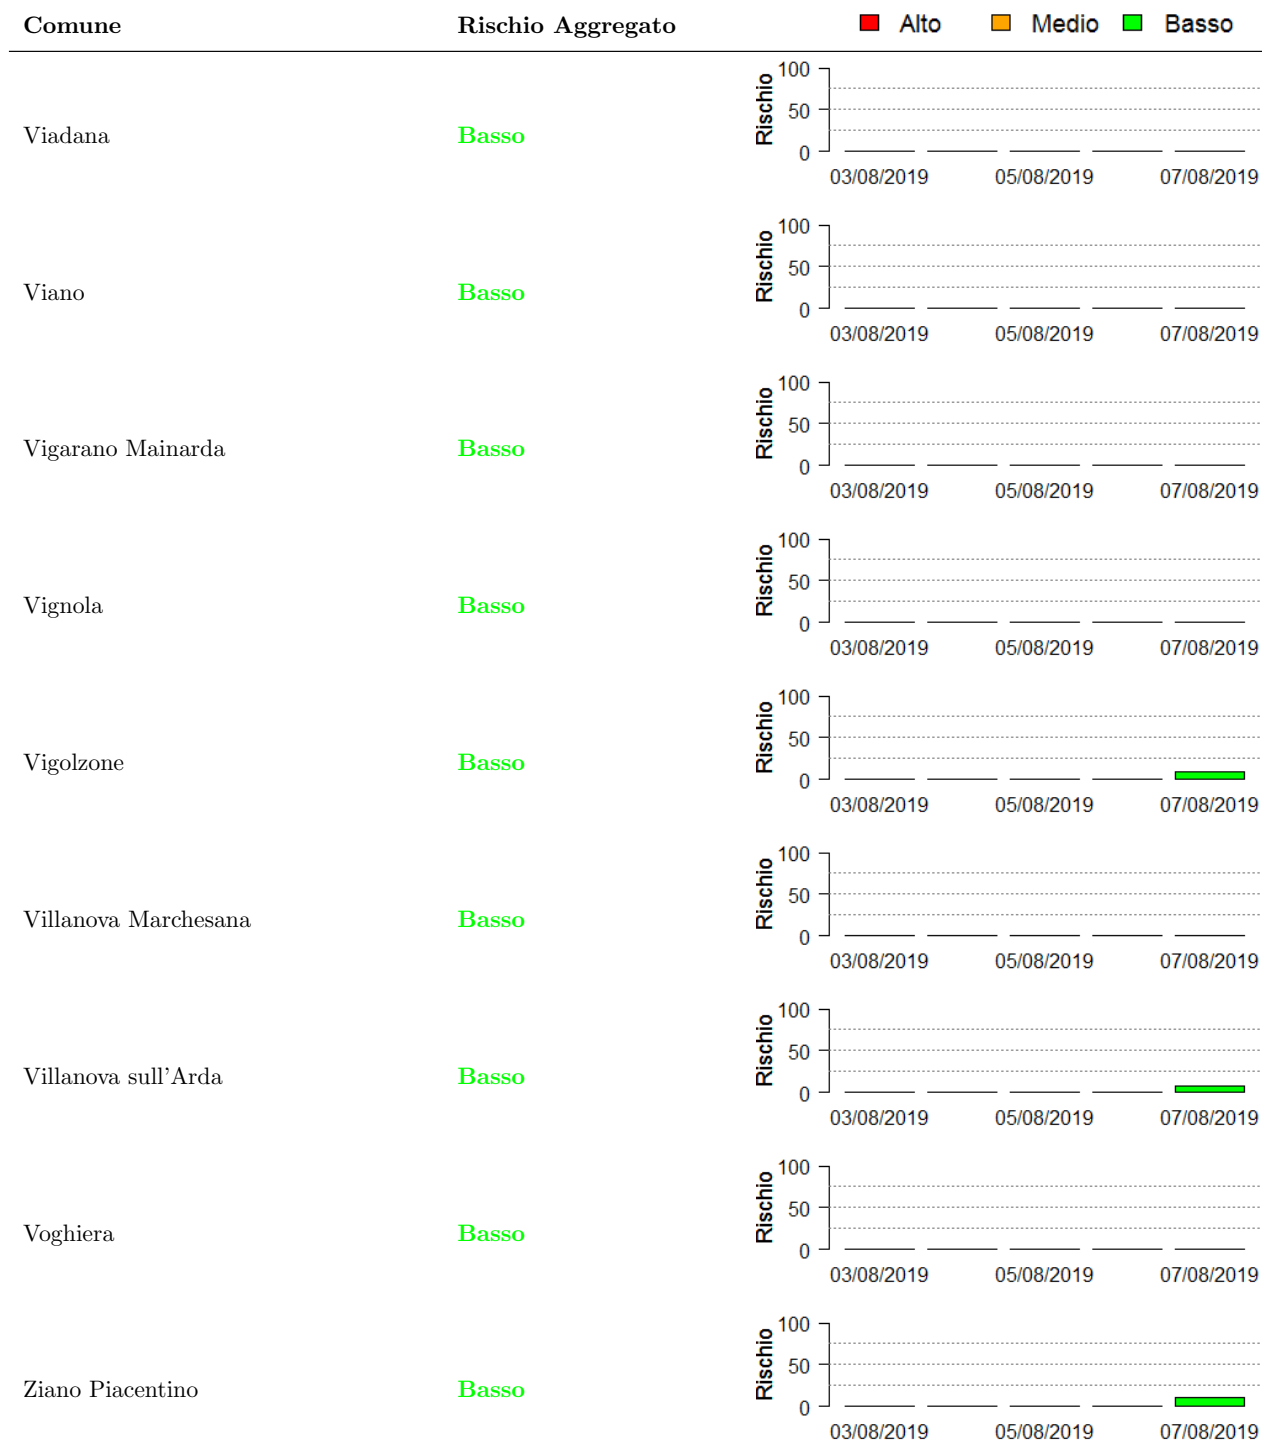 Comune Rischio Aggregato Alto Medio Basso
100
Rischio
50
Viadana Basso
0
03/08/2019 05/08/2019 07/08/2019
100
Rischio
50
Viano Basso
0
03/08/2019 05/08/2019 07/08/2019
100
Rischio
50
Vigarano Mainarda Basso
0
03/08/2019 05/08/2019 07/08/2019
100
Rischio
50
Vignola Basso
0
03/08/2019 05/08/2019 07/08/2019
100
Rischio
50
Vigolzone Basso
0
03/08/2019 05/08/2019 07/08/2019
100
Rischio
50
Villanova Marchesana Basso
0
03/08/2019 05/08/2019 07/08/2019
100
Rischio
50
Villanova sull'Arda Basso
0
03/08/2019 05/08/2019 07/08/2019
100
Rischio
50
Voghiera Basso
0
03/08/2019 05/08/2019 07/08/2019
100
Rischio
50
Ziano Piacentino Basso
0
03/08/2019 05/08/2019 07/08/2019